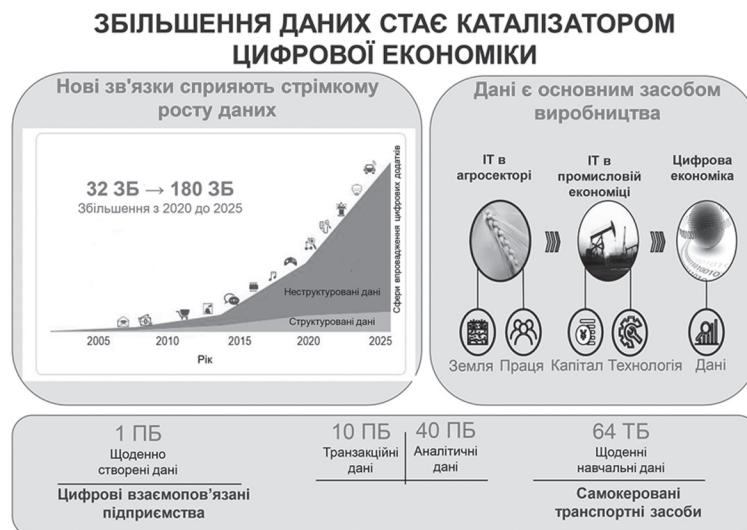 ЗБІЛЬШЕННЯ ДАНИХ СТАЄ КАТАЛІЗАТОРОМ
ЦИФРОВОЇ ЕКОНОМІКИ
Нові зв'язки сприяють стрімкому
росту даних
32 ЗБ → 180 ЗБ
Збільшення з 2020 до 2025
Неструктуровані дані
Структуровані дані
Сфери впровадження цифрових додатків
2005 2010 2015 2020 2025
Рік
Дані є основним засобом
виробництва
ІТ в
агросекторі
ІТ в
промисловій
економіці
Цифрова
економіка
Земля Праця Капітал Технологія Дані
1 ПБ
Щоденно
створені дані
Цифрові взаємопов’язані
підприємства
10 ПБ
Транзакційні
дані
40 ПБ
Аналітичні
дані
64 ТБ
Щоденні
навчальні дані
Самокеровані
транспортні засоби